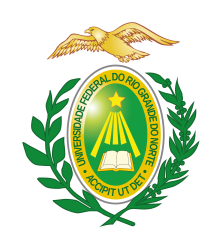 UNIVERSIDADE FEDERAL DO RIO GRANDE DO NORTE
ACCIPIT UT DET